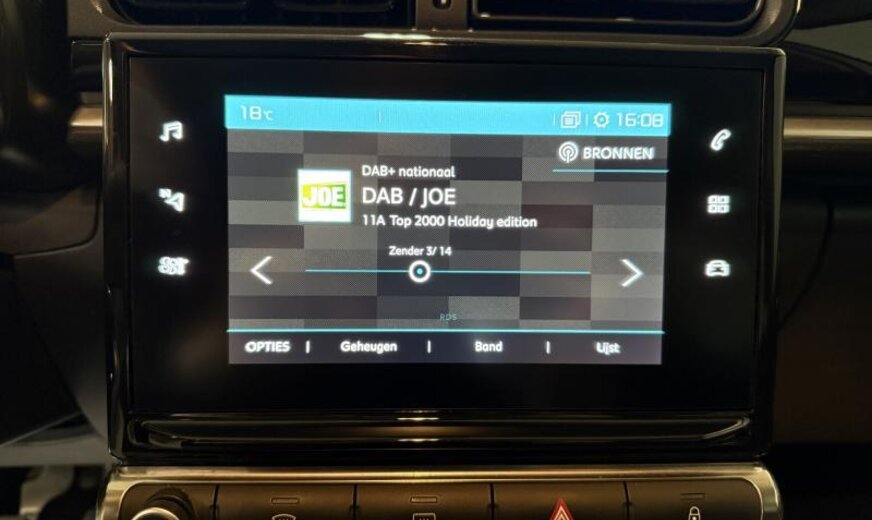 18°C
16:08
BRONNEN
DAB+ nationaal
JOE
DAB / JOE
11A Top 2000 Holiday edition
Zender 3/14
RDS
OPTIES | Geheugen | Band | Lijst